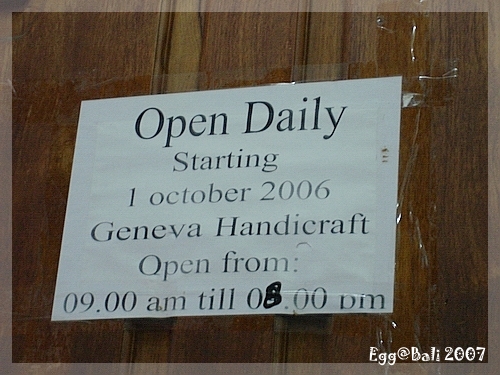 Open Daily
Starting
1 october 2006
Geneva Handicraft
Open from:
09.00 am till 08.00 pm
Egg@Bali 2007